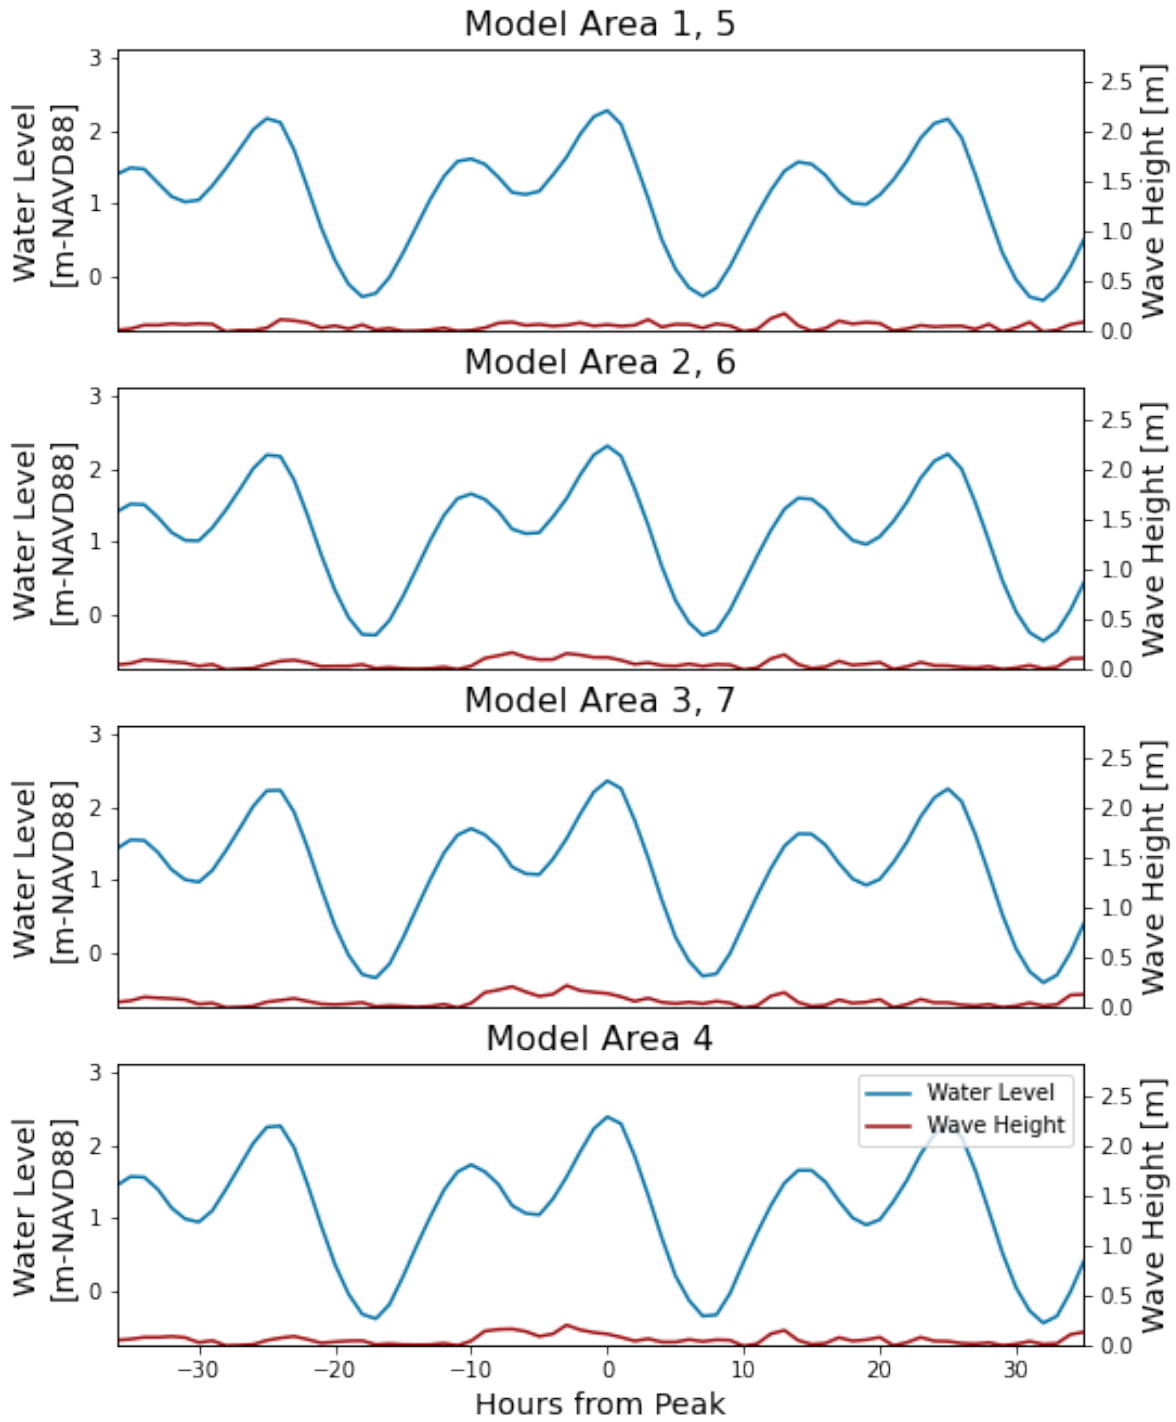 Model Area 1, 5
Water Level
[m-NAVD88]
3
2
1
0
2.5
2.0
1.5
1.0
0.5
0.0
Wave Height [m]
Model Area 2, 6
Water Level
[m-NAVD88]
3
2
1
0
2.5
2.0
1.5
1.0
0.5
0.0
Wave Height [m]
Model Area 3, 7
Water Level
[m-NAVD88]
3
2
1
0
2.5
2.0
1.5
1.0
0.5
0.0
Wave Height [m]
Model Area 4
Water Level
[m-NAVD88]
3
2
1
0
Water Level
Wave Height
2.5
2.0
1.5
1.0
0.5
0.0
Wave Height [m]
−30 −20 −10 0 10 20 30
Hours from Peak